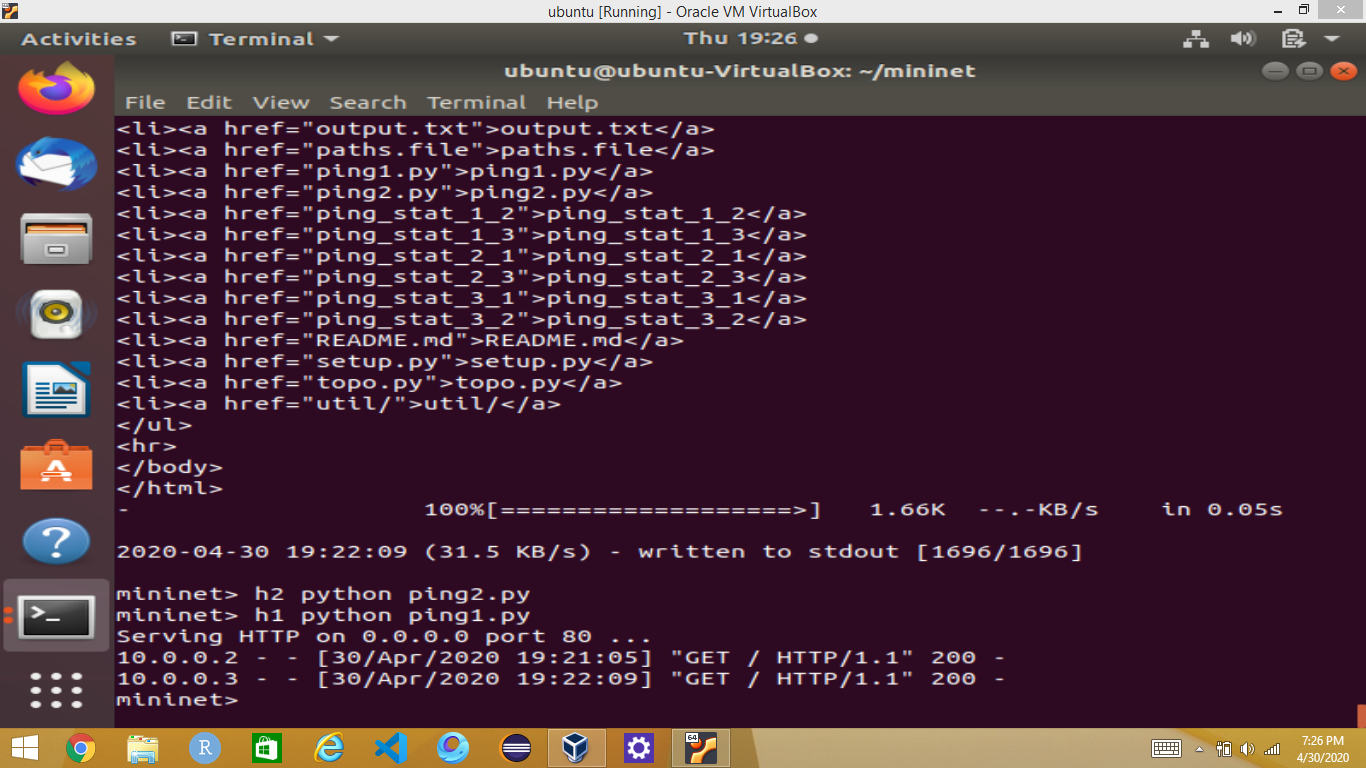 ubuntu [Running] - Oracle VM VirtualBox
Activities Terminal Thu 19:26
ubuntu@ubuntu-VirtualBox: ~/mininet
File Edit View Search Terminal Help
<li><a href="output.txt">output.txt</a>
<li><a href="paths.file">paths.file</a>
<li><a href="ping1.py">ping1.py</a>
<li><a href="ping2.py">ping2.py</a>
<li><a href="ping_stat_1_2">ping_stat_1_2</a>
<li><a href="ping_stat_1_3">ping_stat_1_3</a>
<li><a href="ping_stat_2_1">ping_stat_2_1</a>
<li><a href="ping_stat_2_3">ping_stat_2_3</a>
<li><a href="ping_stat_3_1">ping_stat_3_1</a>
<li><a href="ping_stat_3_2">ping_stat_3_2</a>
<li><a href="README.md">README.md</a>
<li><a href="setup.py">setup.py</a>
<li><a href="topo.py">topo.py</a>
<li><a href="util/">util/</a>
</ul>
<hr>
</body>
</html>
- 100%[===================>] 1.66K --.-KB/s in 0.05s
2020-04-30 19:22:09 (31.5 KB/s) - written to stdout [1696/1696]
mininet> h2 python ping2.py
mininet> h1 python ping1.py
Serving HTTP on 0.0.0.0 port 80 ...
10.0.0.2 - - [30/Apr/2020 19:21:05] "GET / HTTP/1.1" 200 -
10.0.0.3 - - [30/Apr/2020 19:22:09] "GET / HTTP/1.1" 200 -
mininet>
R
64
7:26 PM
4/30/2020